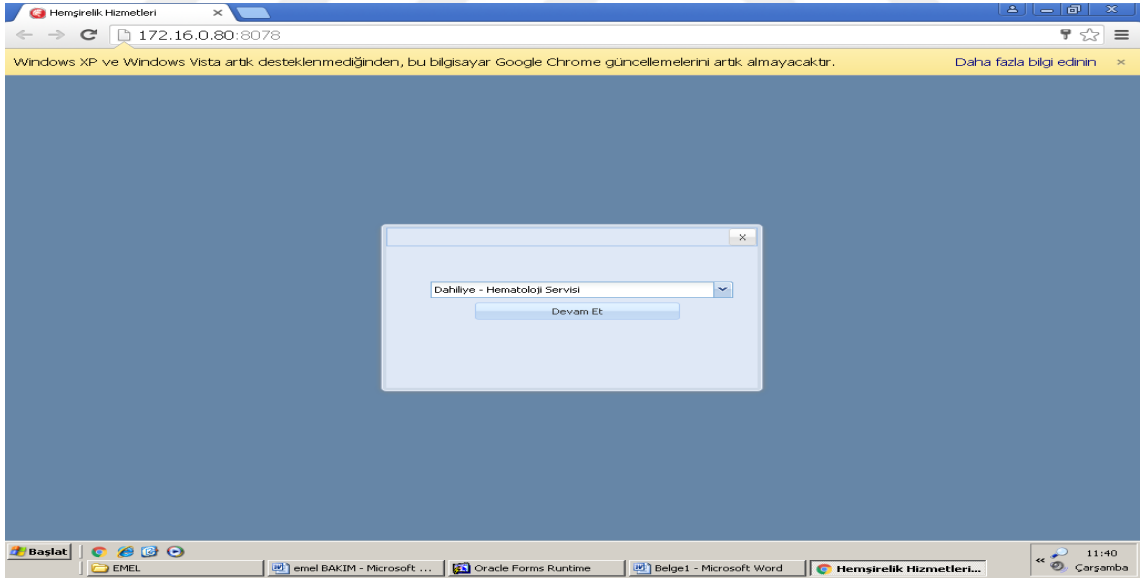 Hemşirelik Hizmetleri
172.16.0.80:8078
Windows XP ve Windows Vista artık desteklenmediğinden, bu bilgisayar Google Chrome güncellemelerini artık almayacaktır. Daha fazla bilgi edinin
Dahiliye - Hematoloji Servisi
Devam Et
Başlat
11:40
EMEL
emel BAKIM - Microsoft ...
Oracle Forms Runtime
Belge1 - Microsoft Word
Hemşirelik Hizmetleri...
Çarşamba